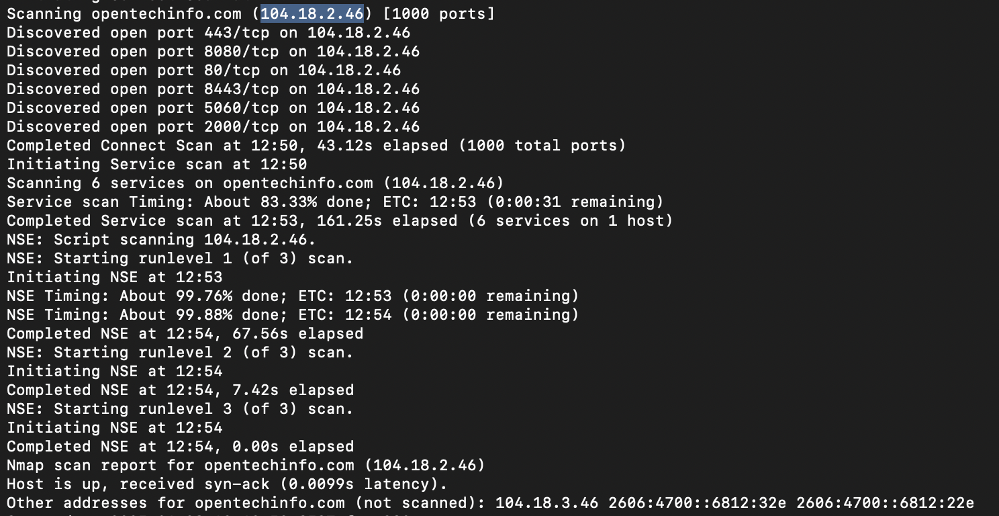 Scanning opentechinfo.com (104.18.2.46) [1000 ports]
Discovered open port 443/tcp on 104.18.2.46
Discovered open port 8080/tcp on 104.18.2.46
Discovered open port 80/tcp on 104.18.2.46
Discovered open port 8443/tcp on 104.18.2.46
Discovered open port 5060/tcp on 104.18.2.46
Discovered open port 2000/tcp on 104.18.2.46
Completed Connect Scan at 12:50, 43.12s elapsed (1000 total ports)
Initiating Service scan at 12:50
Scanning 6 services on opentechinfo.com (104.18.2.46)
Service scan Timing: About 83.33% done; ETC: 12:53 (0:00:31 remaining)
Completed Service scan at 12:53, 161.25s elapsed (6 services on 1 host)
NSE: Script scanning 104.18.2.46.
NSE: Starting runlevel 1 (of 3) scan.
Initiating NSE at 12:53
NSE Timing: About 99.76% done; ETC: 12:53 (0:00:00 remaining)
NSE Timing: About 99.88% done; ETC: 12:54 (0:00:00 remaining)
Completed NSE at 12:54, 67.56s elapsed
NSE: Starting runlevel 2 (of 3) scan.
Initiating NSE at 12:54
Completed NSE at 12:54, 7.42s elapsed
NSE: Starting runlevel 3 (of 3) scan.
Initiating NSE at 12:54
Completed NSE at 12:54, 0.00s elapsed
Nmap scan report for opentechinfo.com (104.18.2.46)
Host is up, received syn-ack (0.0099s latency).
Other addresses for opentechinfo.com (not scanned): 104.18.3.46 2606:4700::6812:32e 2606:4700::6812:22e